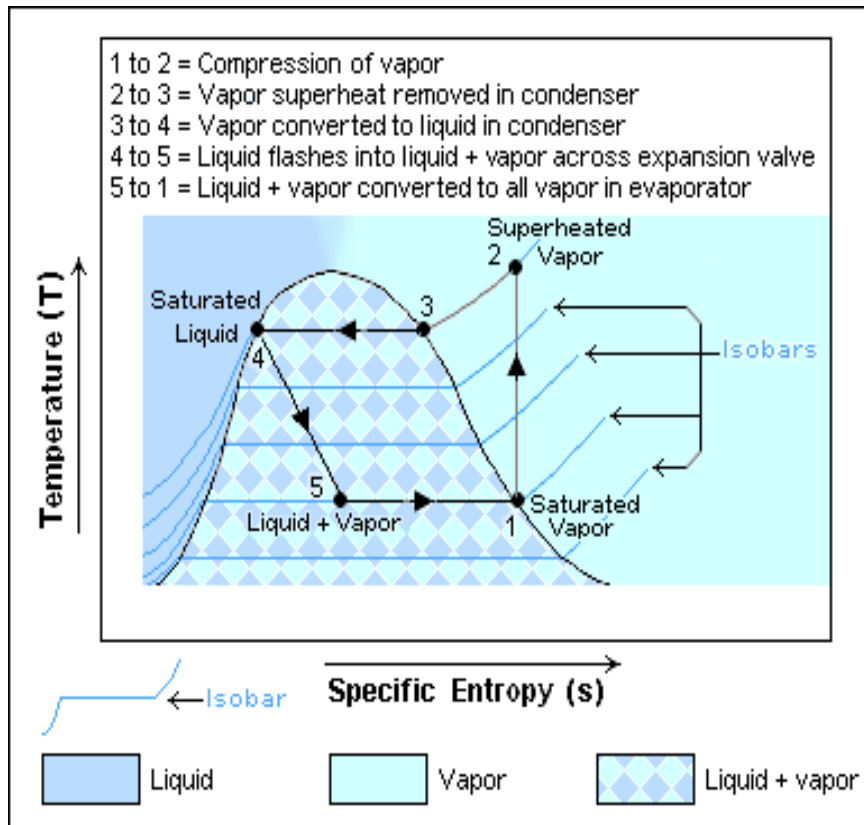 1 to 2 = Compression of vapor
2 to 3 = Vapor superheat removed in condenser
3 to 4 = Vapor converted to liquid in condenser
4 to 5 = Liquid flashes into liquid + vapor across expansion valve
5 to 1 = Liquid + vapor converted to all vapor in evaporator
Superheated
2 Vapor
Saturated
Liquid
3
4
Isobars
5
Liquid + Vapor
1
Saturated
Vapor
Temperature (T)
Isobar
Specific Entropy (s)
Liquid
Vapor
Liquid + vapor